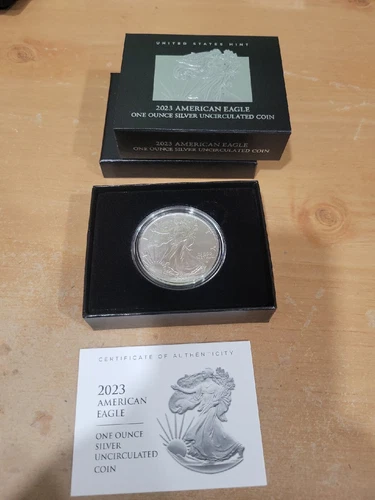 UNITED STATES MINT
2023 AMERICAN EAGLE
ONE OUNCE SILVER UNCIRCULATED COIN
2023 AMERICAN EAGLE
ONE OUNCE SILVER UNCIRCULATED COIN
CERTIFICATE OF AUTHENTICITY
2023
AMERICAN
EAGLE
ONE OUNCE
SILVER
UNCIRCULATED
COIN